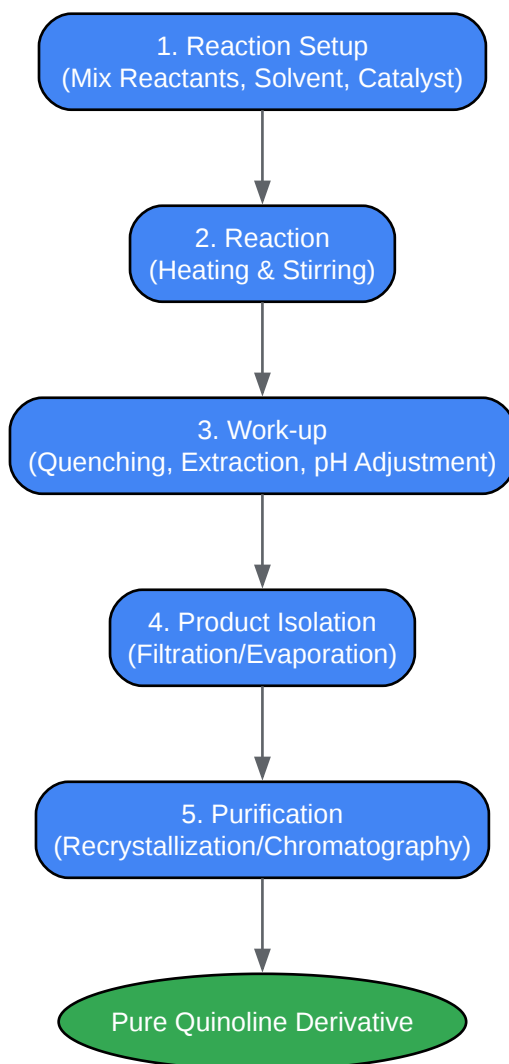 1. Reaction Setup
(Mix Reactants, Solvent, Catalyst)
2. Reaction
(Heating & Stirring)
3. Work-up
(Quenching, Extraction, pH Adjustment)
4. Product Isolation
(Filtration/Evaporation)
5. Purification
(Recrystallization/Chromatography)
Pure Quinoline Derivative